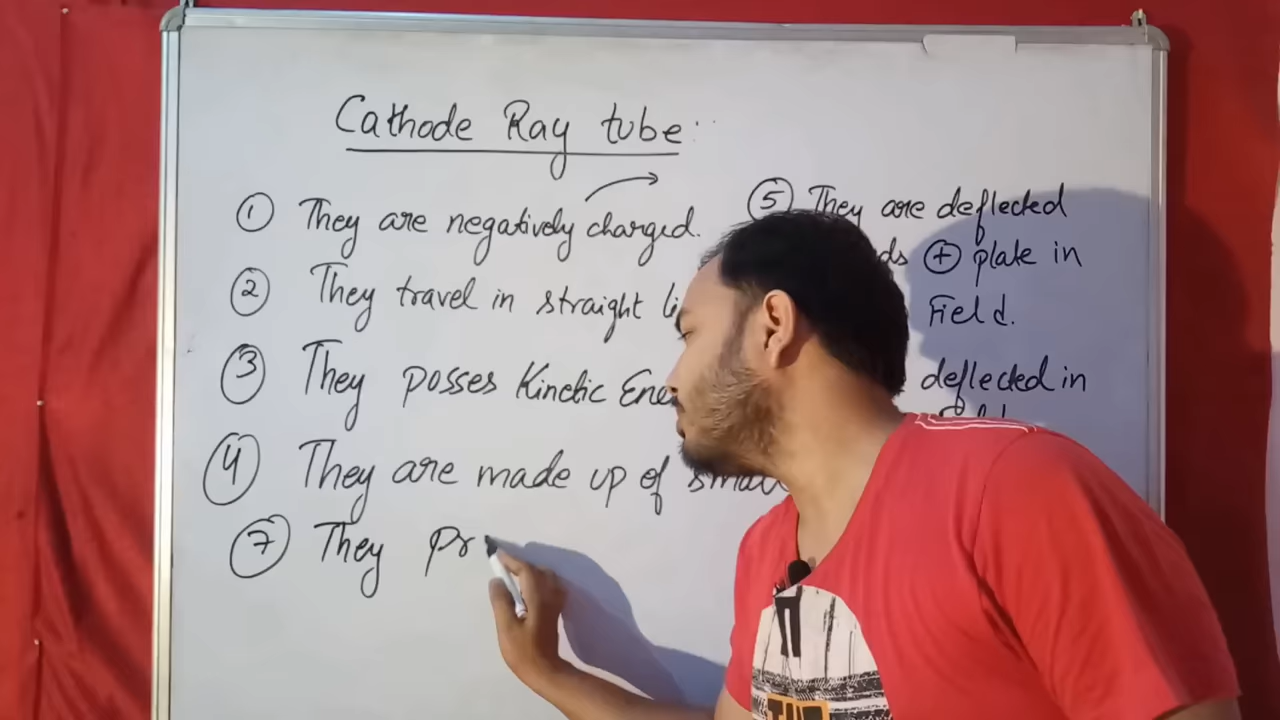 Cathode Ray tube:
① They are negatively charged.
② They travel in straight
③ They posses Kinetic
④ They are made up of
⑦ They Pr
⑤ They are deflected
⊕ plate in
Field.
deflected in